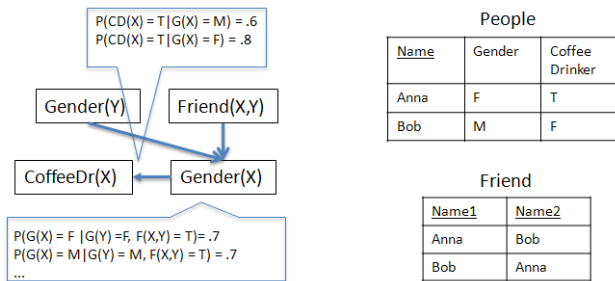 P(CD(X) = T|G(X) = M) = .6
P(CD(X) = T|G(X) = F) = .8
Gender(Y)
Friend(X,Y)
CoffeeDr(X)
Gender(X)
P(G(X) = F |G(Y) =F, F(X,Y) = T)= .7
P(G(X) = M|G(Y) = M, F(X,Y) = T) = .7
...
People
Name Gender Coffee
Drinker
Anna F T
Bob M F
Friend
Name1 Name2
Anna Bob
Bob Anna